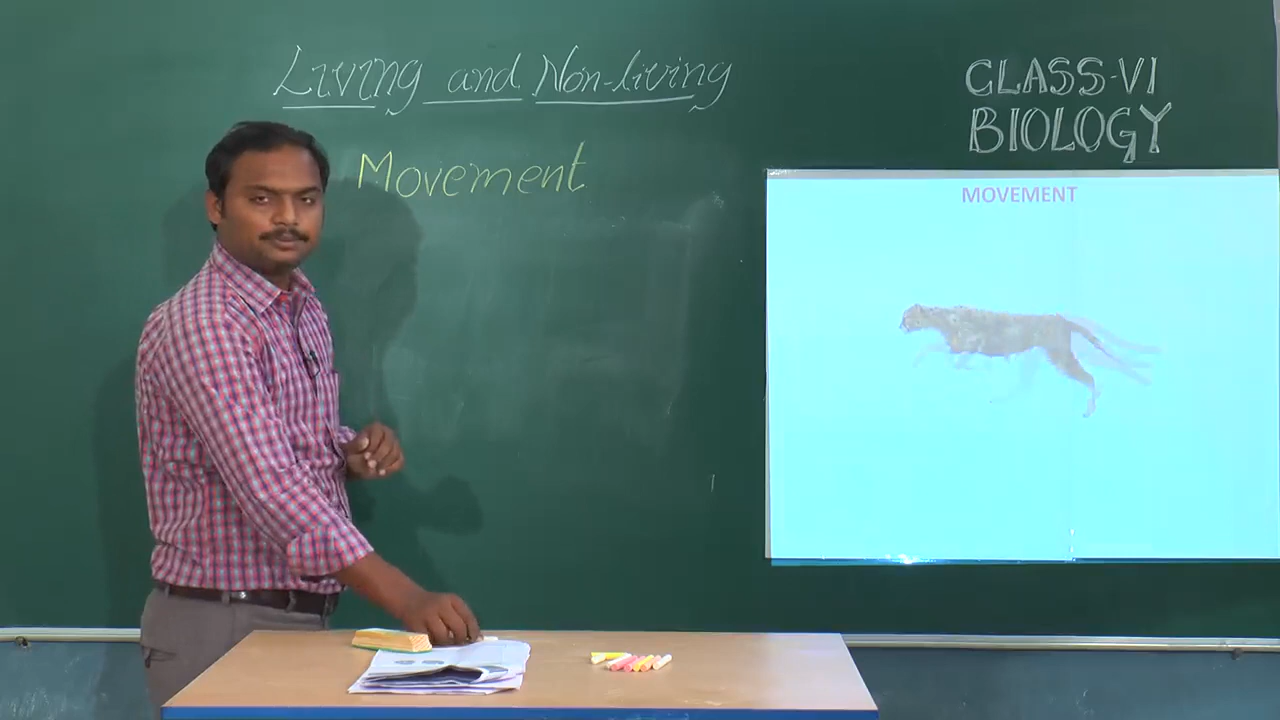 Living and Non-living
Movement
CLASS-VI
BIOLOGY
MOVEMENT